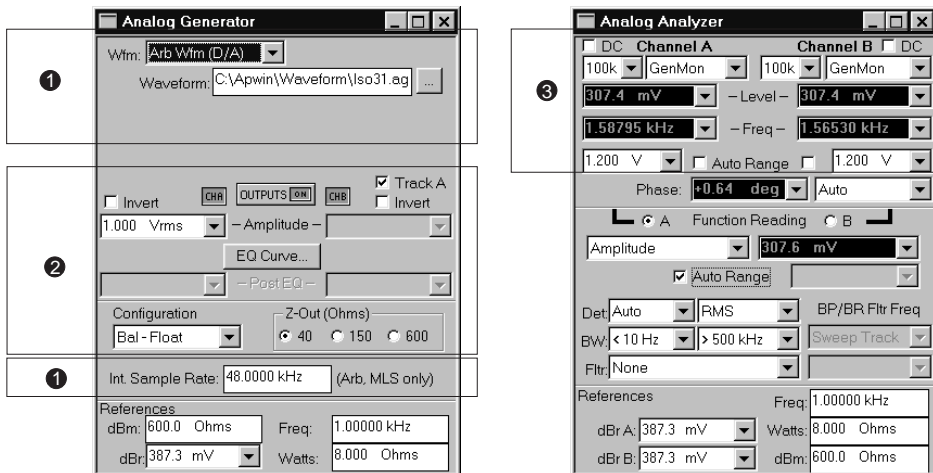 Analog Generator
1
Wfm: Arb Wfm (D/A)
Waveform: C:\Apwin\Waveform\Iso31.ag ...
2
Track A
Invert CHA OUTPUTS ON CHB Invert
1.000 Vrms – Amplitude –
EQ Curve...
– Post EQ –
Configuration Z-Out (Ohms)
Bal - Float 40 150 600
1
Int. Sample Rate: 48.0000 kHz (Arb, MLS only)
References
dBm: 600.0 Ohms Freq: 1.00000 kHz
dBr: 387.3 mV Watts: 8.000 Ohms
Analog Analyzer
3
DC Channel A Channel B DC
100k GenMon 100k GenMon
307.4 mV – Level – 307.4 mV
1.58795 kHz – Freq – 1.56530 kHz
1.200 V Auto Range 1.200 V
Phase: +0.64 deg Auto
A Function Reading B
Amplitude 307.6 mV
Auto Range
Det: Auto RMS BP/BR Fltr Freq
BW: < 10 Hz > 500 kHz Sweep Track
Fltr: None
References Freq: 1.00000 kHz
dBr A: 387.3 mV Watts: 8.000 Ohms
dBr B: 387.3 mV dBm: 600.0 Ohms